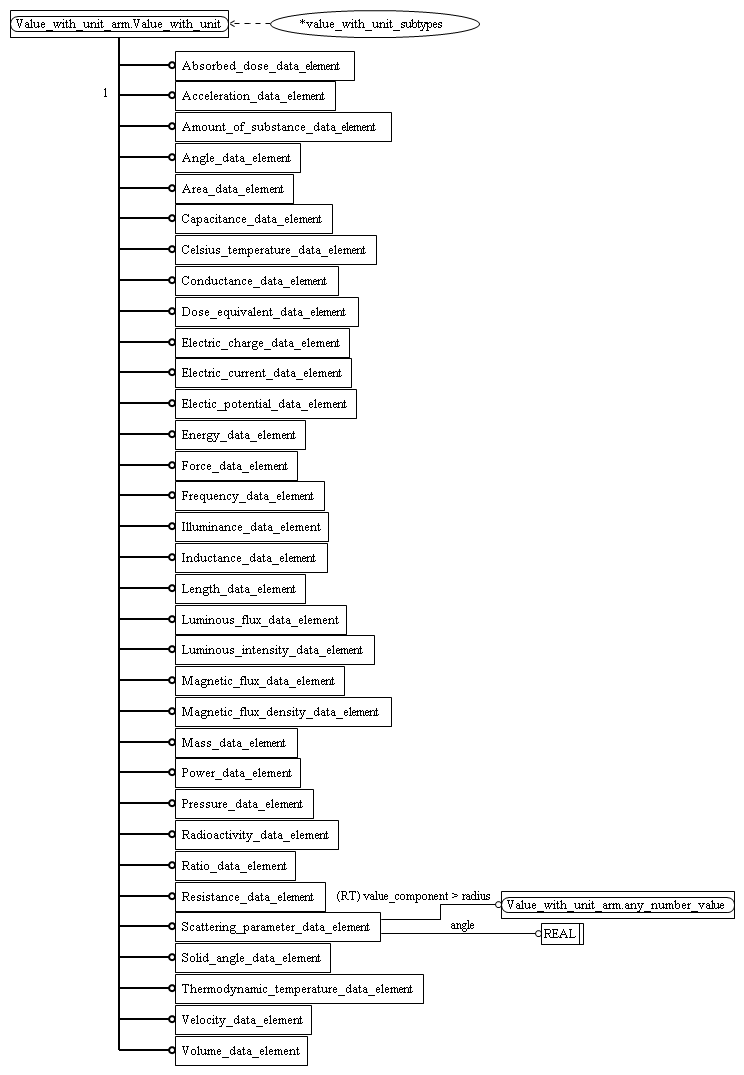 Value_with_unit_arm.Value_with_unit
*value_with_unit_subtypes
Absorbed_dose_data_element
1
Acceleration_data_element
Amount_of_substance_data_element
Angle_data_element
Area_data_element
Capacitance_data_element
Celsius_temperature_data_element
Conductance_data_element
Dose_equivalent_data_element
Electric_charge_data_element
Electric_current_data_element
Electic_potential_data_element
Energy_data_element
Force_data_element
Frequency_data_element
Illuminance_data_element
Inductance_data_element
Length_data_element
Luminous_flux_data_element
Luminous_intensity_data_element
Magnetic_flux_data_element
Magnetic_flux_density_data_element
Mass_data_element
Power_data_element
Pressure_data_element
Radioactivity_data_element
Ratio_data_element
Resistance_data_element
(RT) value_component > radius
Value_with_unit_arm.any_number_value
Scattering_parameter_data_element
angle
REAL
Solid_angle_data_element
Thermodynamic_temperature_data_element
Velocity_data_element
Volume_data_element